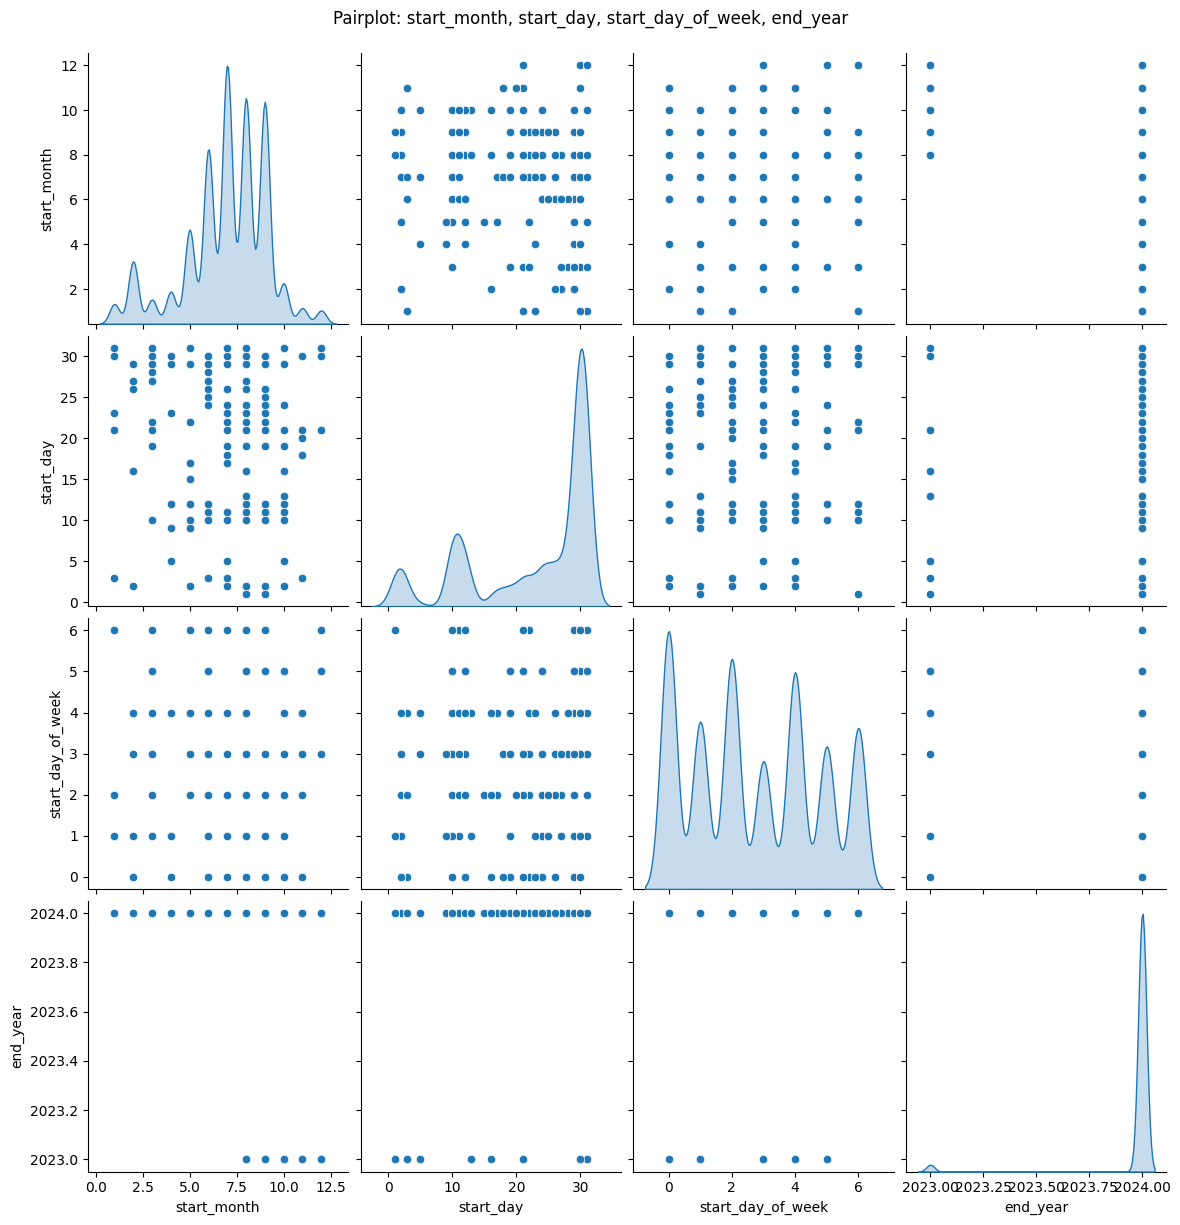 Pairplot: start_month, start_day, start_day_of_week, end_year
12
10
8
6
4
2
start_month
30
25
20
15
10
5
0
start_day
6
5
4
3
2
1
0
start_day_of_week
2024.0
2023.8
2023.6
2023.4
2023.2
2023.0
end_year
0.0 2.5 5.0 7.5 10.0 12.5
0 10 20 30
0 2 4 6
2023.00 2023.25 2023.50 2023.75 2024.00
start_month
start_day
start_day_of_week
end_year